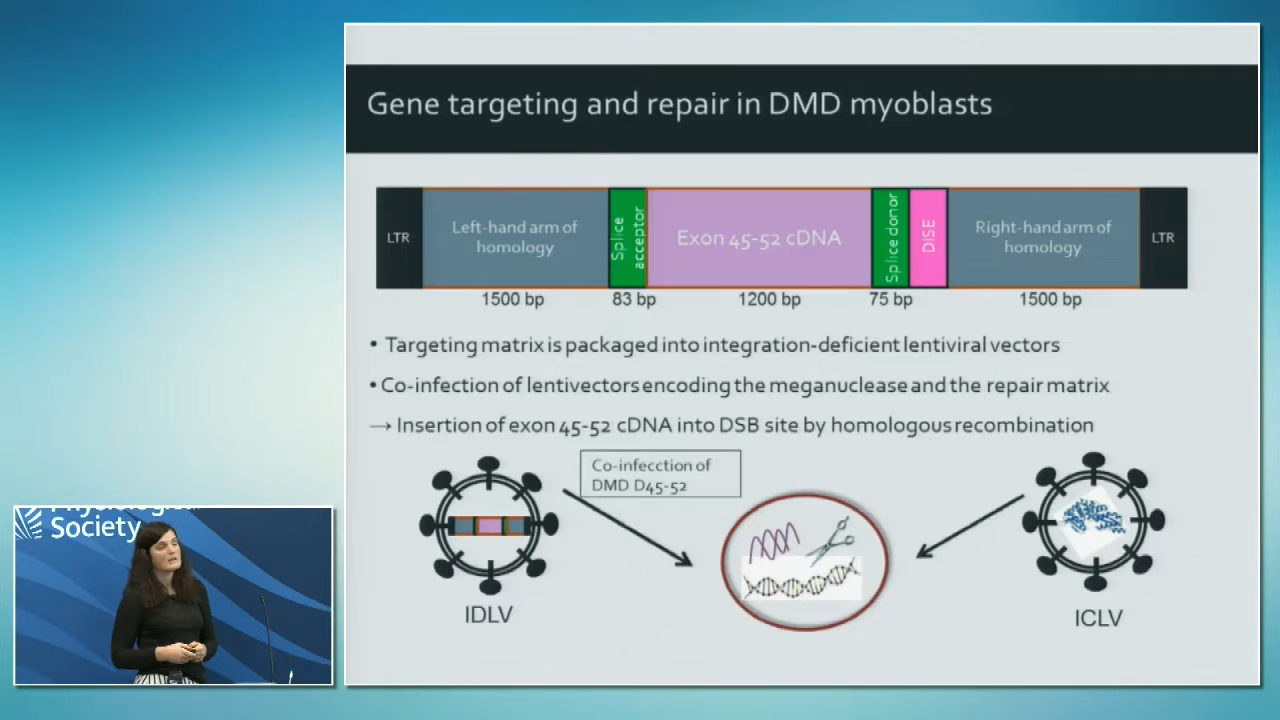 Gene targeting and repair in DMD myoblasts
LTR
Left-hand arm of
homology
Splice
acceptor
Exon 45-52 cDNA
Splice donor
DISE
Right-hand arm of
homology
LTR
1500 bp
83 bp
1200 bp
75 bp
1500 bp
• Targeting matrix is packaged into integration-deficient lentiviral vectors
• Co-infection of lentivectors encoding the meganuclease and the repair matrix
→ Insertion of exon 45-52 cDNA into DSB site by homologous recombination
Co-infecction of
DMD D45-52
IDLV
ICLV
Society